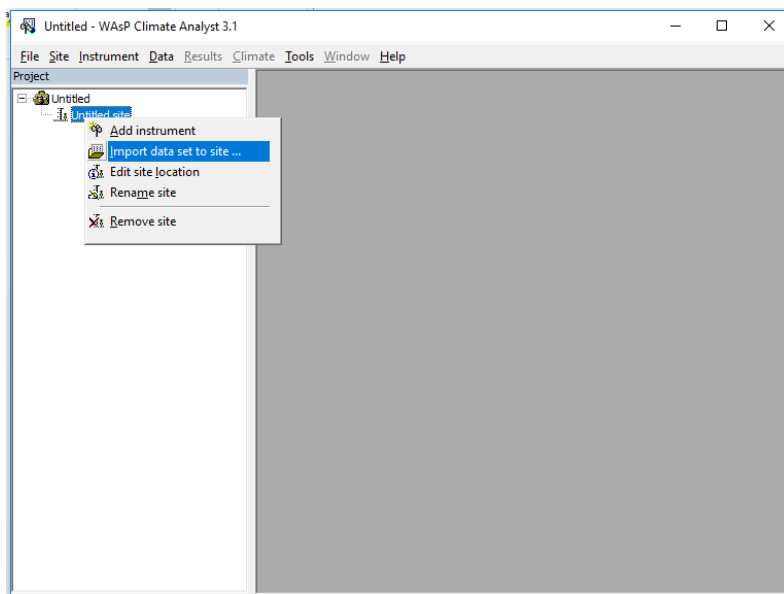 Untitled - WAsP Climate Analyst 3.1
File Site Instrument Data Results Climate Tools Window Help
Project
Untitled
Untitled site
Add instrument
Import data set to site ...
Edit site location
Rename site
Remove site